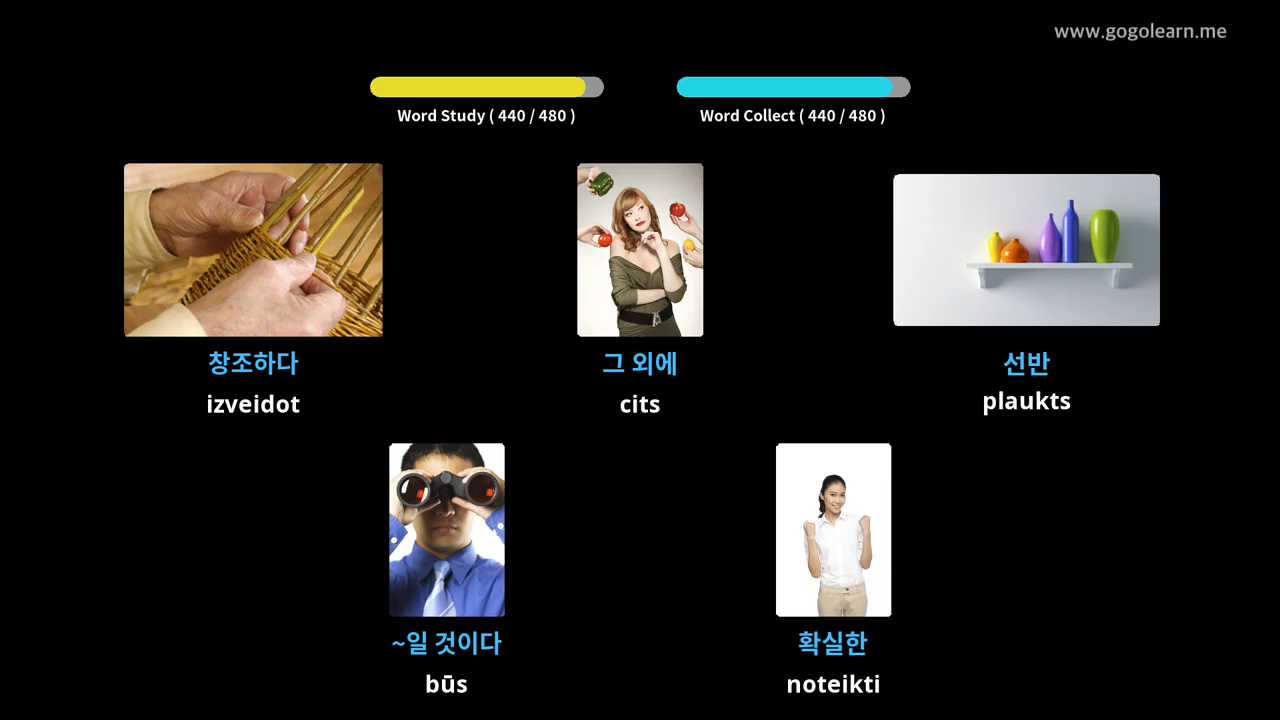 www.gogolearn.me
Word Study ( 440 / 480 )
Word Collect ( 440 / 480 )
창조하다
izveidot
그 외에
cits
선반
plaukts
~일 것이다
būs
확실한
noteikti